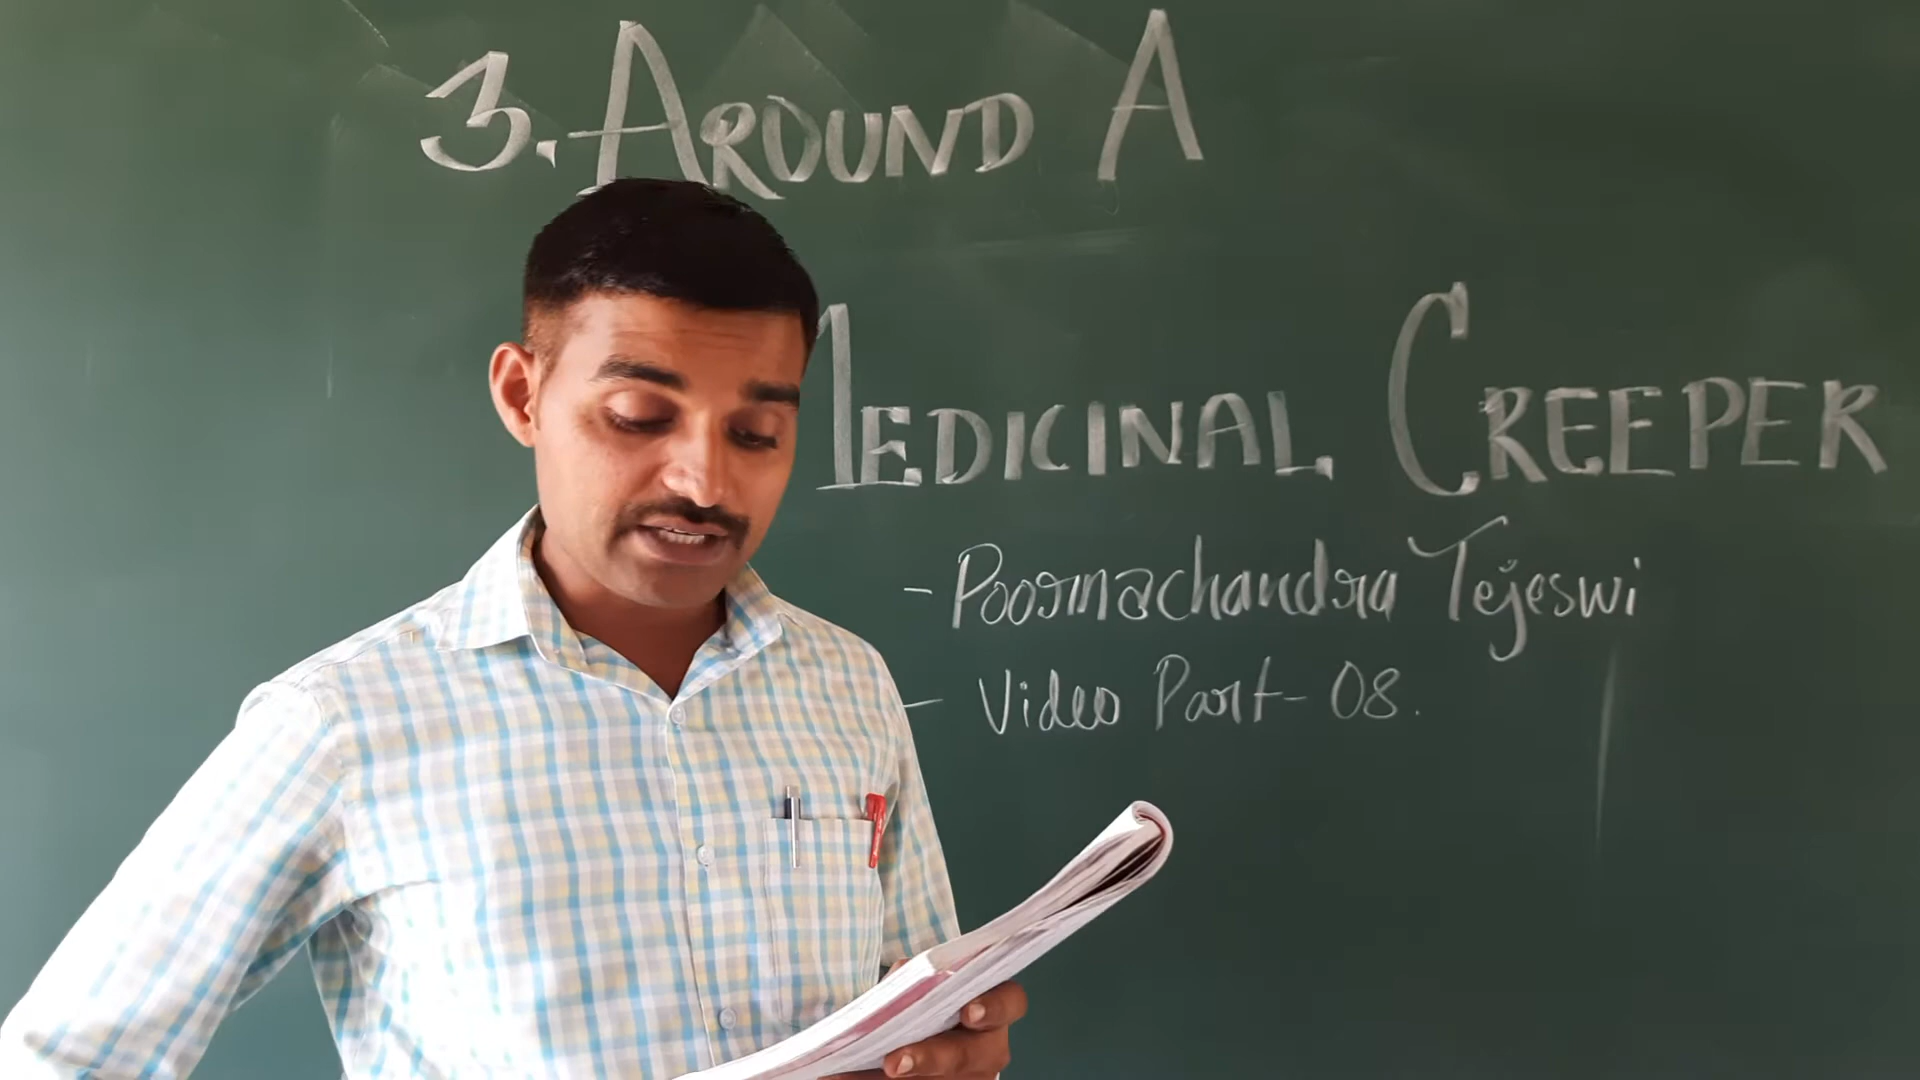 3. AROUND A
MEDICINAL CREEPER
- Poornachandra Tejeswi
- Video Part - 08.